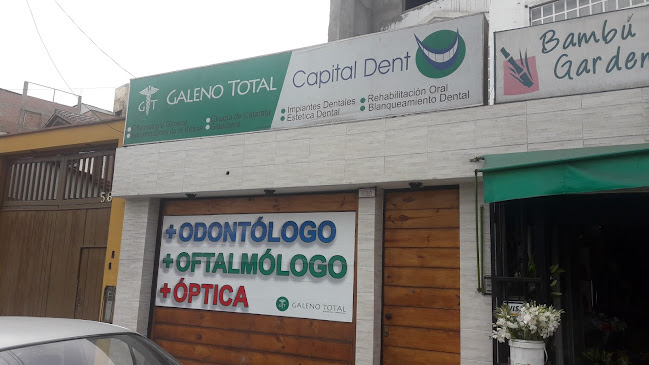 GT GALENO TOTAL
Capital Dent
• Implantes Dentales
• Estética Dental
• Rehabilitación Oral
• Blanqueamiento Dental
Bambú
Garden
+ODONTÓLOGO
+OFTALMÓLOGO
+ÓPTICA
GALENO TOTAL